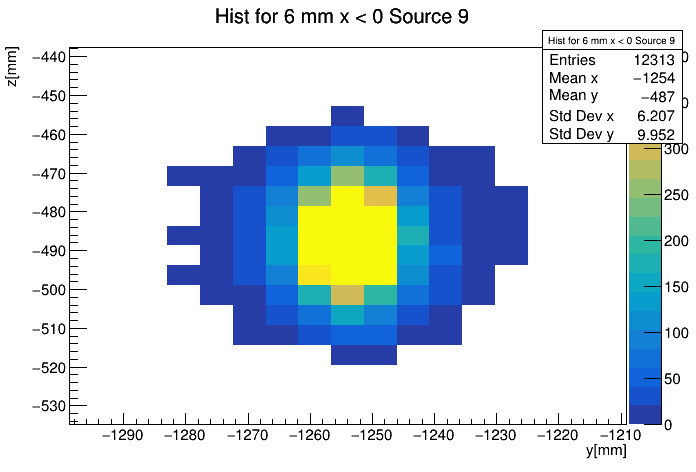 Hist for 6 mm x < 0 Source 9
z[mm]
−440
−450
−460
−470
−480
−490
−500
−510
−520
−530
−1290
−1280
−1270
−1260
−1250
−1240
−1230
−1220
−1210
y[mm]
Hist for 6 mm x < 0 Source 9
Entries 12313
Mean x −1254
Mean y −487
Std Dev x 6.207
Std Dev y 9.952
300
250
200
150
100
50
0